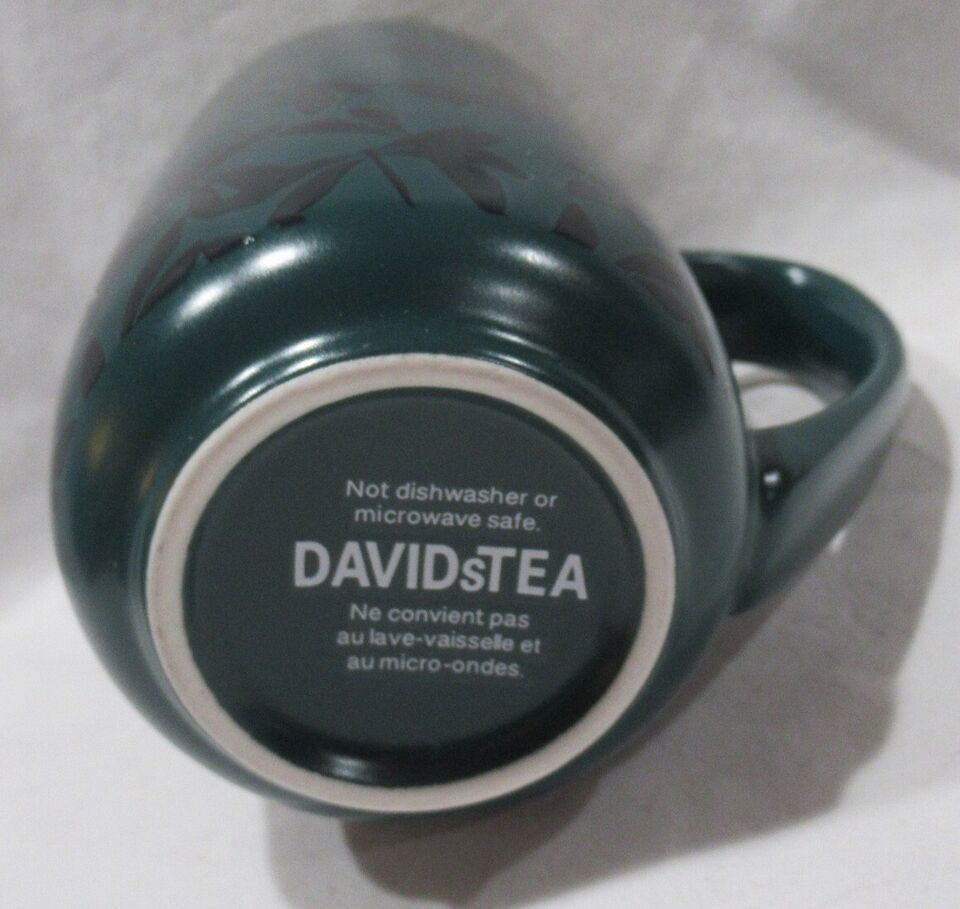 Not dishwasher or
microwave safe.
DAVIDsTEA
Ne convient pas
au lave-vaisselle et
au micro-ondes.